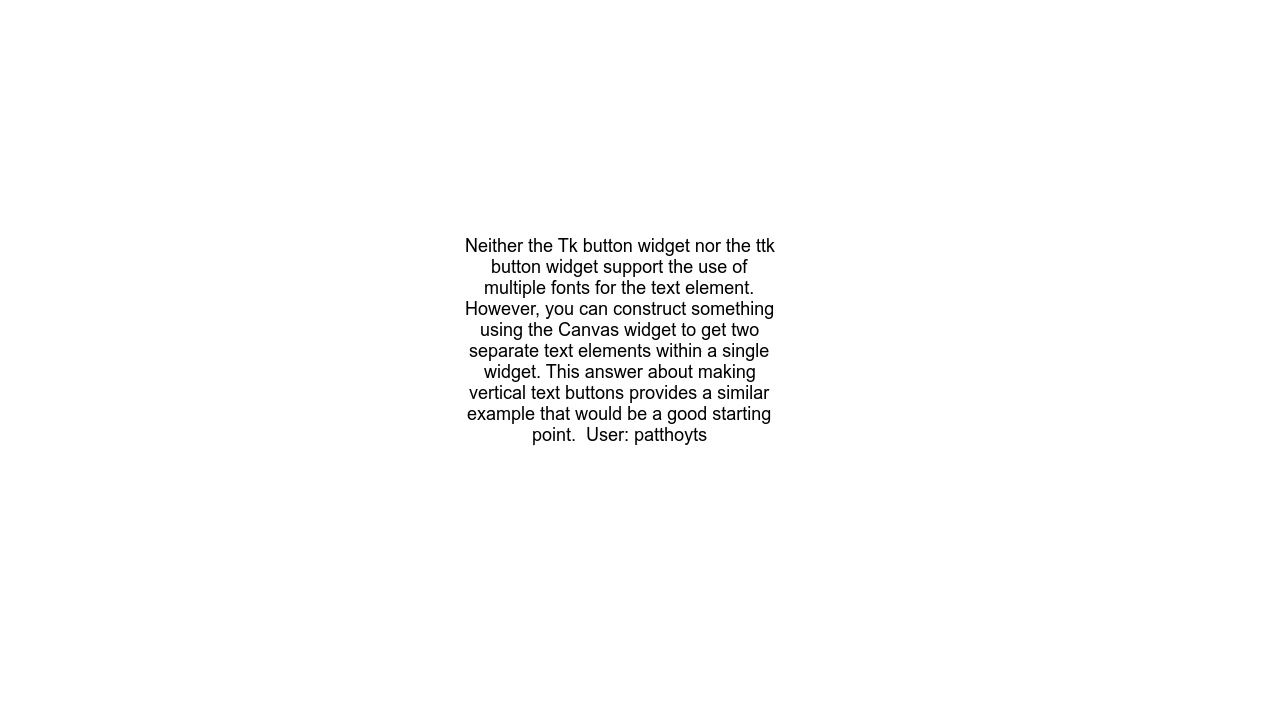 Neither the Tk button widget nor the ttk
button widget support the use of
multiple fonts for the text element.
However, you can construct something
using the Canvas widget to get two
separate text elements within a single
widget. This answer about making
vertical text buttons provides a similar
example that would be a good starting
point.  User: patthoyts